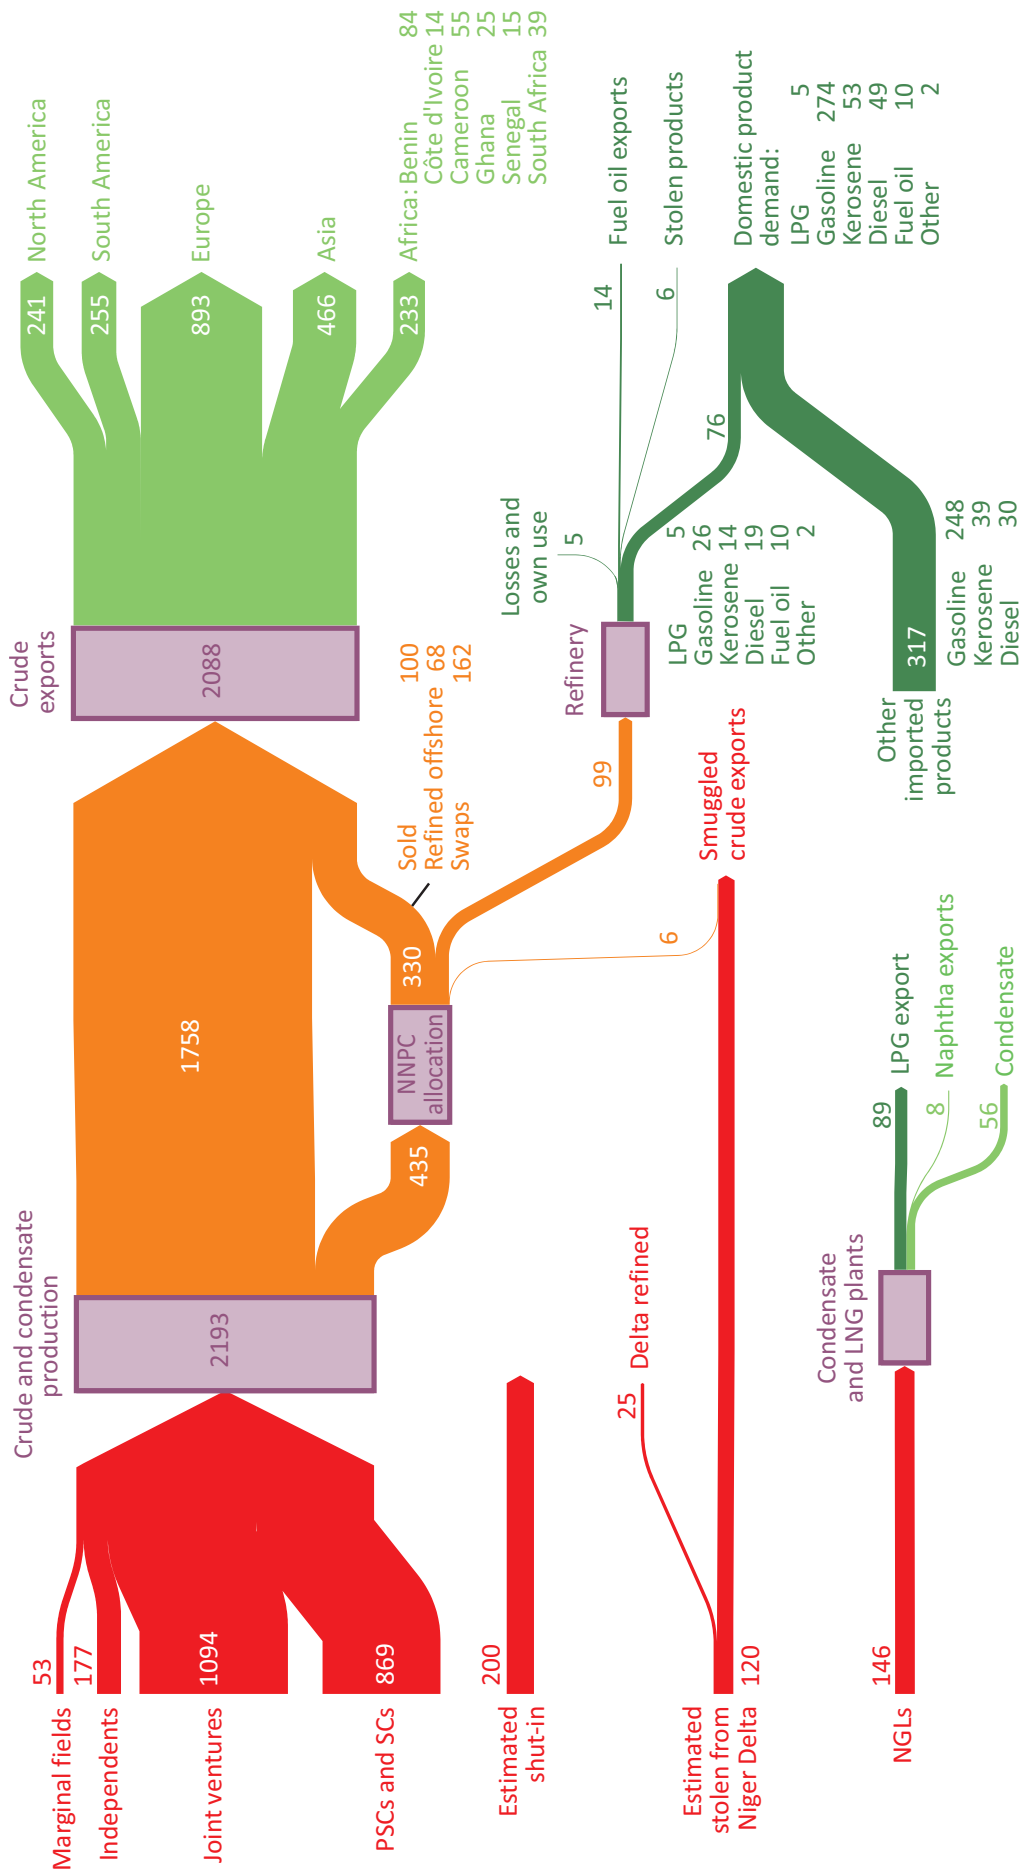 Marginal fields 53
Independents 177
Joint ventures 1094
PSCs and SCs 869
Estimated
shut-in
200
Estimated
stolen from
Niger Delta
120
25 Delta refined
NGLs 146
Crude and condensate
production
2193
1758
435
NNPC
allocation
330
Sold 100
Refined offshore 68
Swaps 162
99
6
Smuggled
crude exports
Condensate
and LNG plants
89 LPG export
8 Naphtha exports
56 Condensate
Crude
exports
2088
241 North America
255 South America
893 Europe
466 Asia
233 Africa: Benin 84
Côte d'Ivoire 14
Cameroon 55
Ghana 25
Senegal 15
South Africa 39
Refinery
Losses and
own use
5
14 Fuel oil exports
6 Stolen products
76
LPG 5
Gasoline 26
Kerosene 14
Diesel 19
Fuel oil 10
Other 2
Other
imported
products
317
Gasoline 248
Kerosene 39
Diesel 30
Domestic product
demand:
LPG 5
Gasoline 274
Kerosene 53
Diesel 49
Fuel oil 10
Other 2